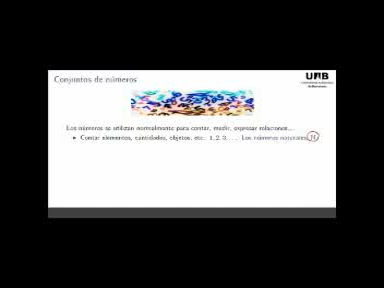 Conjuntos de números
UAB
Los números se utilizan normalmente para contar, medir, expresar relaciones...
▸ Contar elementos, cantidades, objetos, etc.: 1, 2, 3, . . . . Los números naturales ℕ